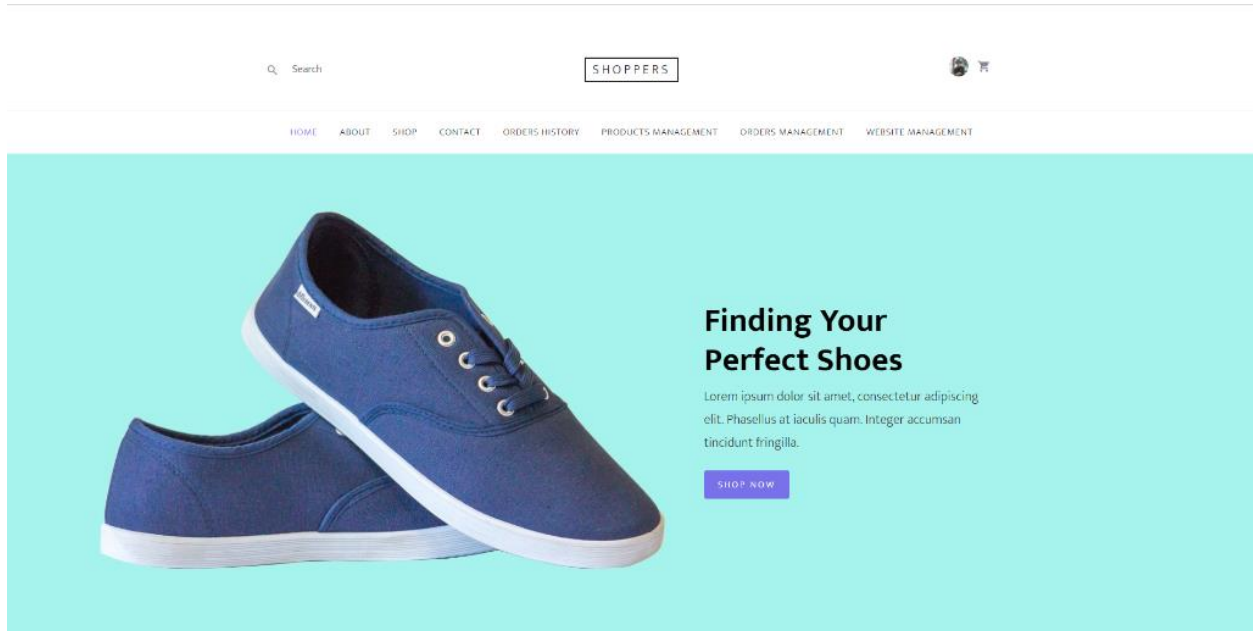 Search
SHOPPERS
HOME ABOUT SHOP CONTACT ORDERS HISTORY PRODUCTS MANAGEMENT ORDERS MANAGEMENT WEBSITE MANAGEMENT
Finding Your
Perfect Shoes
Lorem ipsum dolor sit amet, consectetur adipiscing
elit. Phasellus at iaculis quam. Integer accumsan
tincidunt fringilla.
SHOP NOW